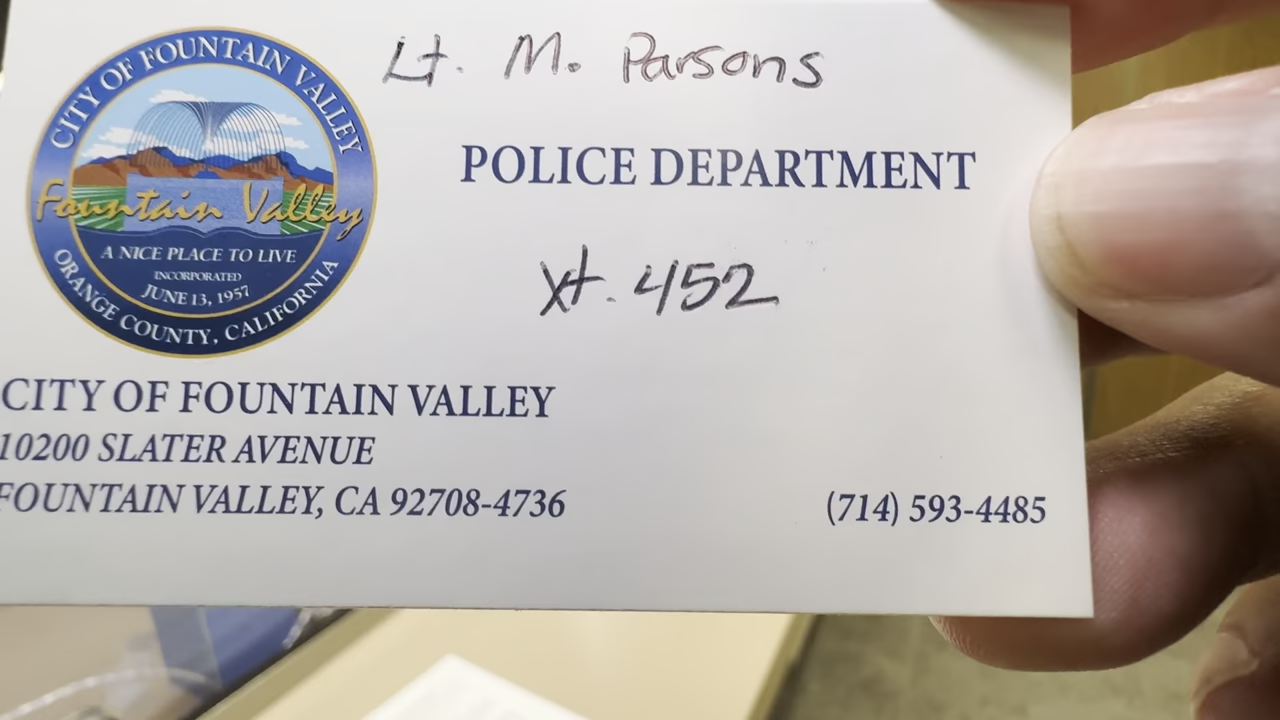 CITY OF FOUNTAIN VALLEY
Fountain Valley
A NICE PLACE TO LIVE
INCORPORATED
JUNE 13, 1957
ORANGE COUNTY, CALIFORNIA
Lt. M. Parsons
POLICE DEPARTMENT
xt. 452
CITY OF FOUNTAIN VALLEY
10200 SLATER AVENUE
FOUNTAIN VALLEY, CA 92708-4736
(714) 593-4485